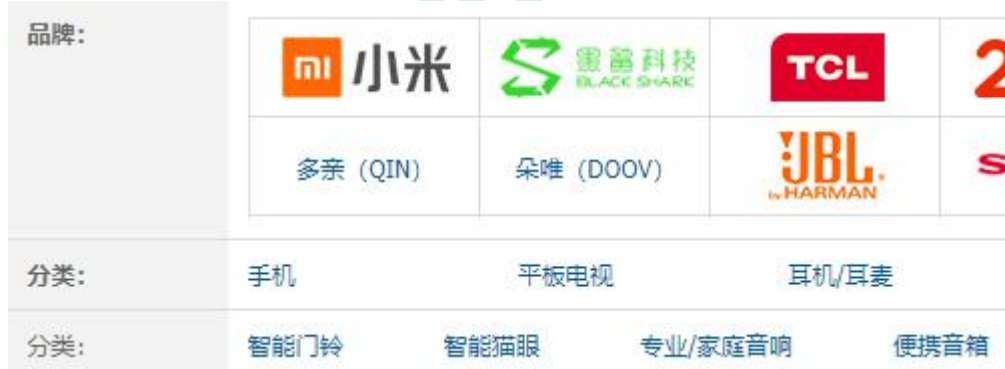 品牌:
mi 小米 黑鲨科技 BLACK SHARK TCL 2
多亲 (QIN) 朵唯 (DOOV) JBL by HARMAN S
分类: 手机 平板电视 耳机/耳麦
分类: 智能门铃 智能猫眼 专业/家庭音响 便携音箱